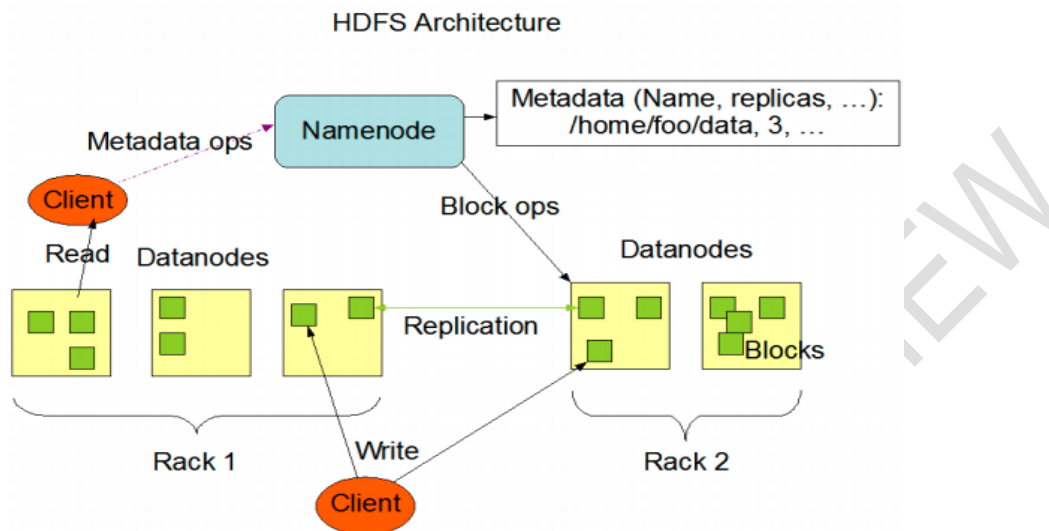 HDFS Architecture
Metadata (Name, replicas, ...):
/home/foo/data, 3, ...
Namenode
Metadata ops
Client
Block ops
Read
Datanodes
Datanodes
Replication
Blocks
Rack 1
Write
Rack 2
Client